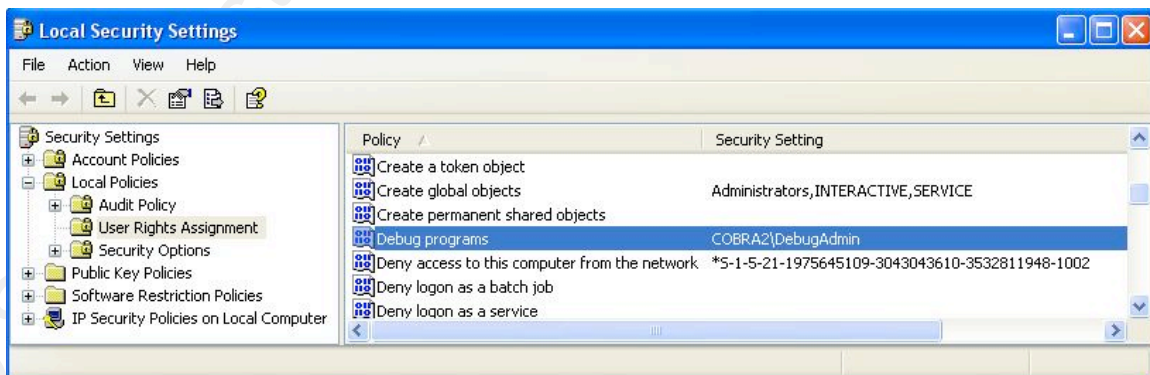 Local Security Settings
File Action View Help
Security Settings
Account Policies
Local Policies
Audit Policy
User Rights Assignment
Security Options
Public Key Policies
Software Restriction Policies
IP Security Policies on Local Computer
Policy Security Setting
Create a token object
Create global objects Administrators,INTERACTIVE,SERVICE
Create permanent shared objects
Debug programs COBRA2\DebugAdmin
Deny access to this computer from the network *S-1-5-21-1975645109-3043043610-3532811948-1002
Deny logon as a batch job
Deny logon as a service